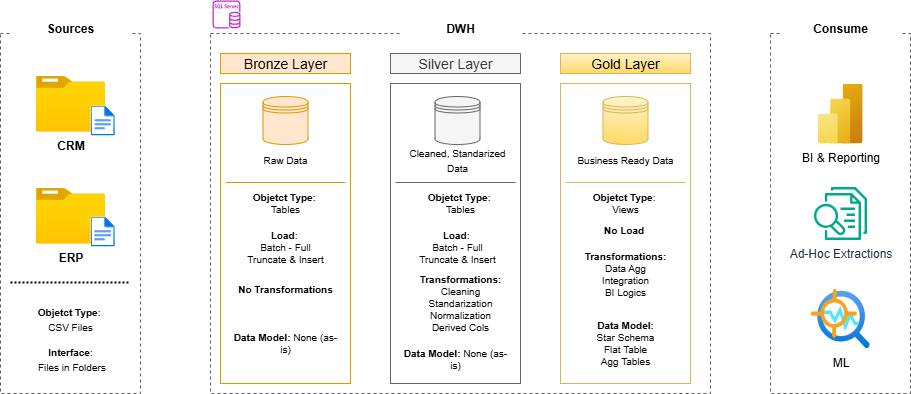 SQL Server
Sources
DWH
Consume
CRM
ERP
Objetct Type:
CSV Files
Interface:
Files in Folders
Bronze Layer
Raw Data
Objetct Type:
Tables
Load:
Batch - Full
Truncate & Insert
No Transformations
Data Model: None (as-
is)
Silver Layer
Cleaned, Standarized
Data
Objetct Type:
Tables
Load:
Batch - Full
Truncate & Insert
Transformations:
Cleaning
Standarization
Normalization
Derived Cols
Data Model: None (as-
is)
Gold Layer
Business Ready Data
Objetct Type:
Views
No Load
Transformations:
Data Agg
Integration
BI Logics
Data Model:
Star Schema
Flat Table
Agg Tables
BI & Reporting
Ad-Hoc Extractions
ML